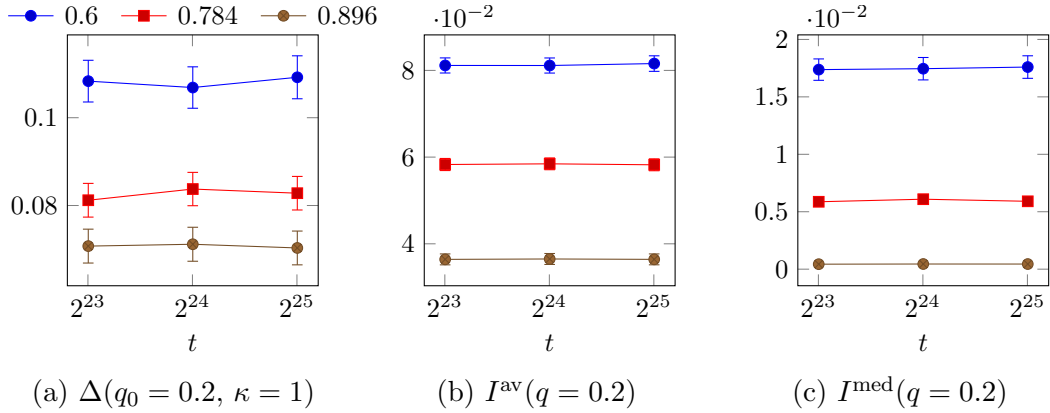 0.6 0.784 0.896
·10⁻² ·10⁻²
0.1
0.08
8
6
4
2
1.5
1
0.5
0
2²³ 2²⁴ 2²⁵ 2²³ 2²⁴ 2²⁵ 2²³ 2²⁴ 2²⁵
t t t
(a) Δ(q₀ = 0.2, κ = 1) (b) Iᵃᵛ(q = 0.2) (c) Iᵐᵉᵈ(q = 0.2)